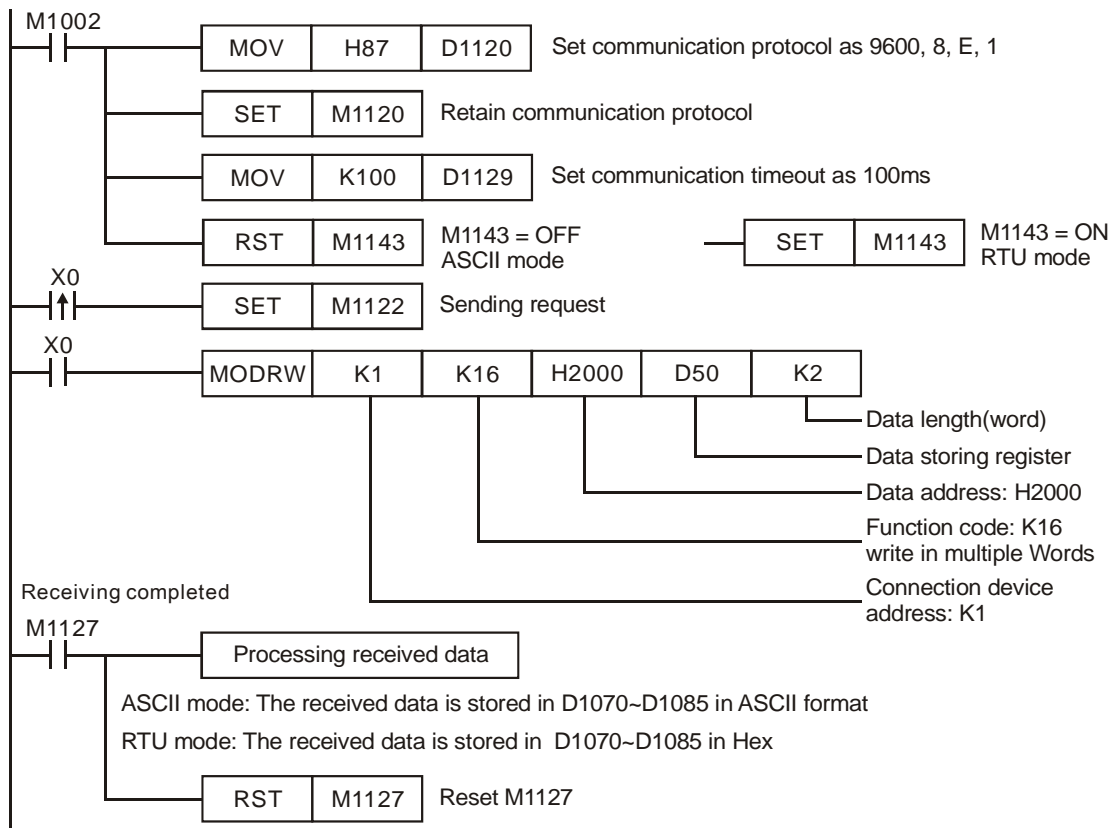 M1002
MOV H87 D1120 Set communication protocol as 9600, 8, E, 1
SET M1120 Retain communication protocol
MOV K100 D1129 Set communication timeout as 100ms
RST M1143 M1143 = OFF
ASCII mode
SET M1143 M1143 = ON
RTU mode
X0
SET M1122 Sending request
X0
MODRW K1 K16 H2000 D50 K2
Data length(word)
Data storing register
Data address: H2000
Function code: K16
write in multiple Words
Connection device
address: K1
Receiving completed
M1127
Processing received data
ASCII mode: The received data is stored in D1070~D1085 in ASCII format
RTU mode: The received data is stored in D1070~D1085 in Hex
RST M1127 Reset M1127